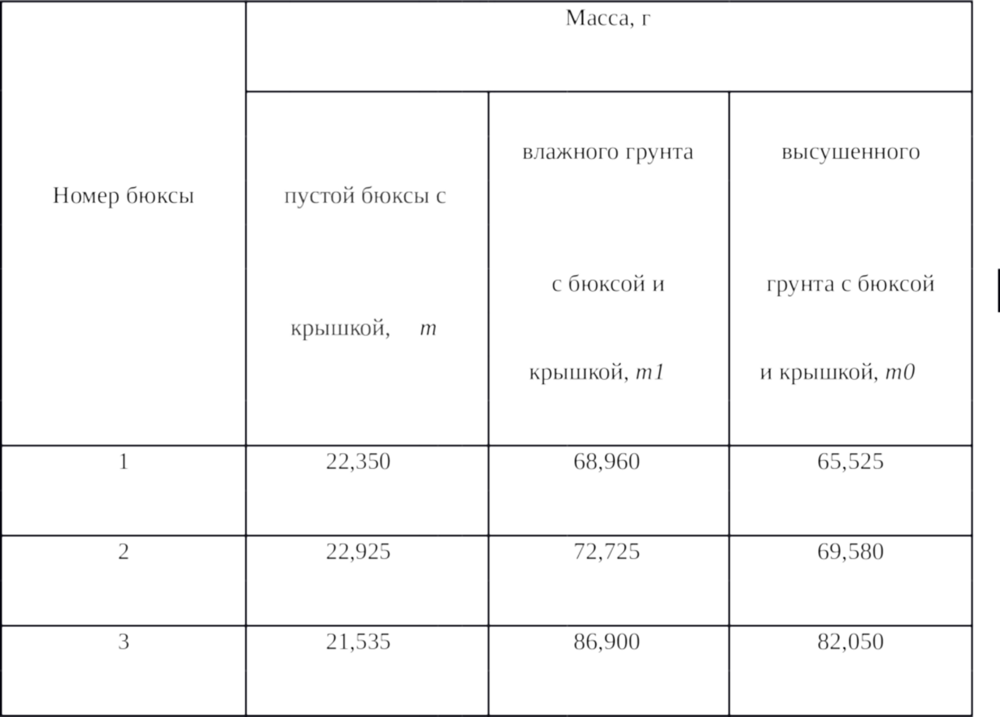 Масса, г
Номер бюксы
пустой бюксы с
крышкой, m
влажного грунта
с бюксой и
крышкой, m1
высушенного
грунта с бюксой
и крышкой, m0
1 22,350 68,960 65,525
2 22,925 72,725 69,580
3 21,535 86,900 82,050